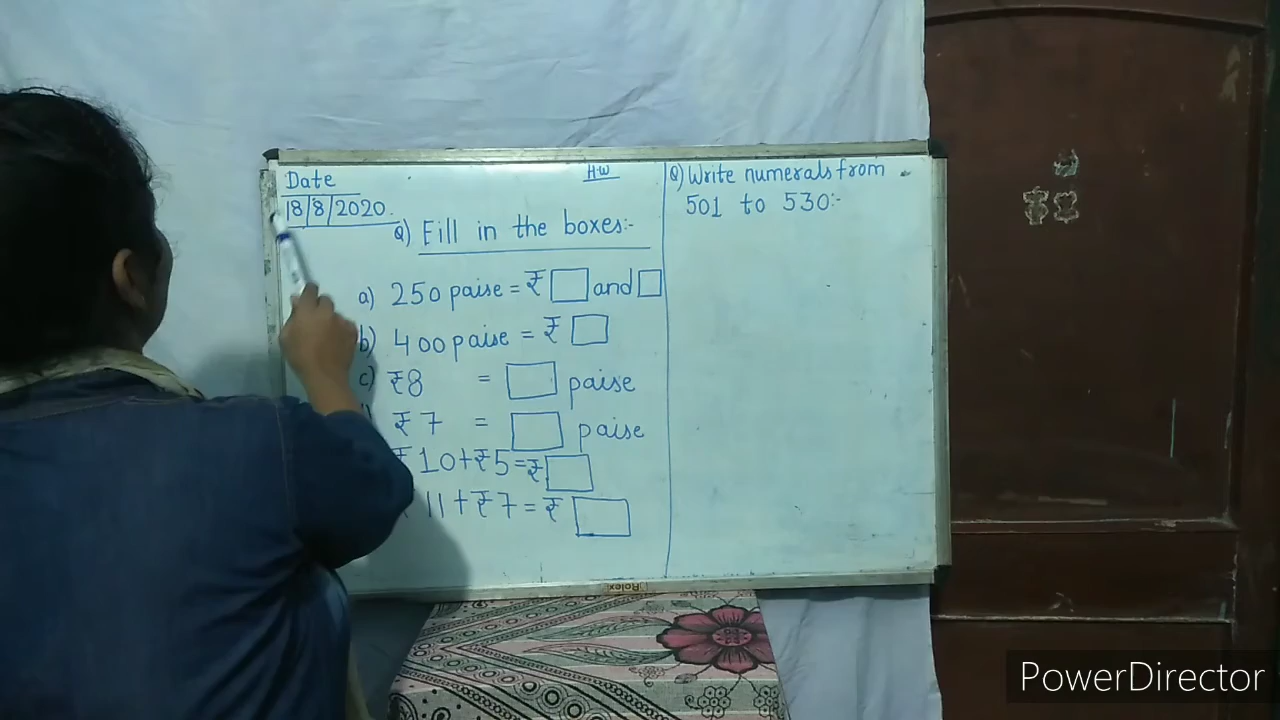 Date
18/8/2020.
H.W
Q) Fill in the boxes:-
a) 250 paise = ₹ and
b) 400 paise = ₹
c) ₹8 = paise
₹ 7 = paise
₹ 10+₹5=₹
11+₹7=₹
Q) Write numerals from
501 to 530:-
Rolex
PowerDirector